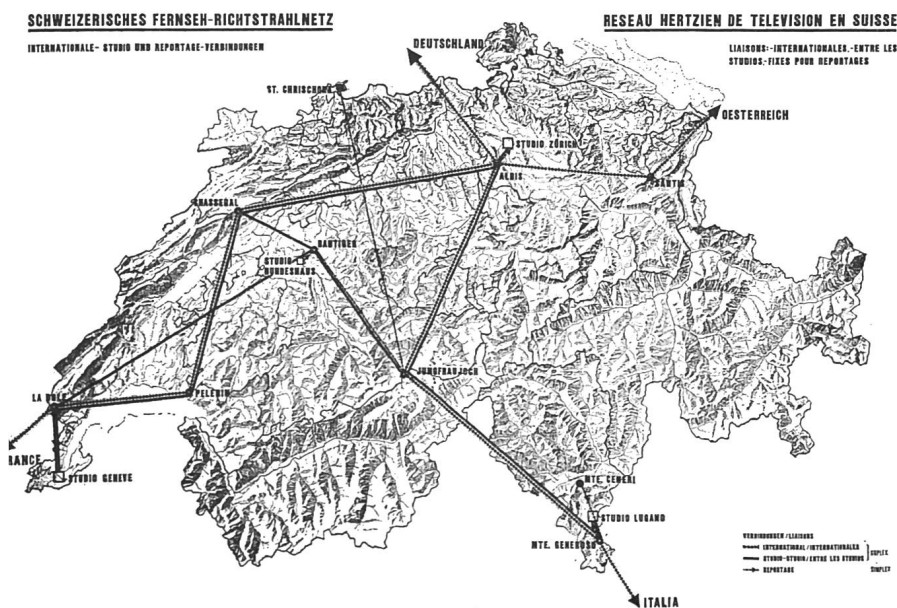 SCHWEIZERISCHES FERNSEH-RICHTSTRAHLNETZ
INTERNATIONALE- STUDIO UND REPORTAGE-VERBINDUNGEN
RESEAU HERTZIEN DE TELEVISION EN SUISSE
LIAISONS:-INTERNATIONALES.-ENTRE LES
STUDIOS.-FIXES POUR REPORTAGES
DEUTSCHLAND
ST. CHRISCHONA
OESTERREICH
STUDIO ZÜRICH
ALBIS
SÄNTIS
CHASSERAL
BANTIGER
STUDIO
BUNDESHAUS
JUNGFRAUJOCH
LA DOLE
PELERIN
RANCE
STUDIO GENEVE
MTE. CENERI
STUDIO LUGANO
MTE. GENEROSO
ITALIA
VERBINDUNGEN/LIAISONS
INTERNATIONAL/INTERNATIONALES
STUDIO-STUDIO/ENTRE LES STUDIOS
DUPLEX
REPORTAGE
SIMPLEX